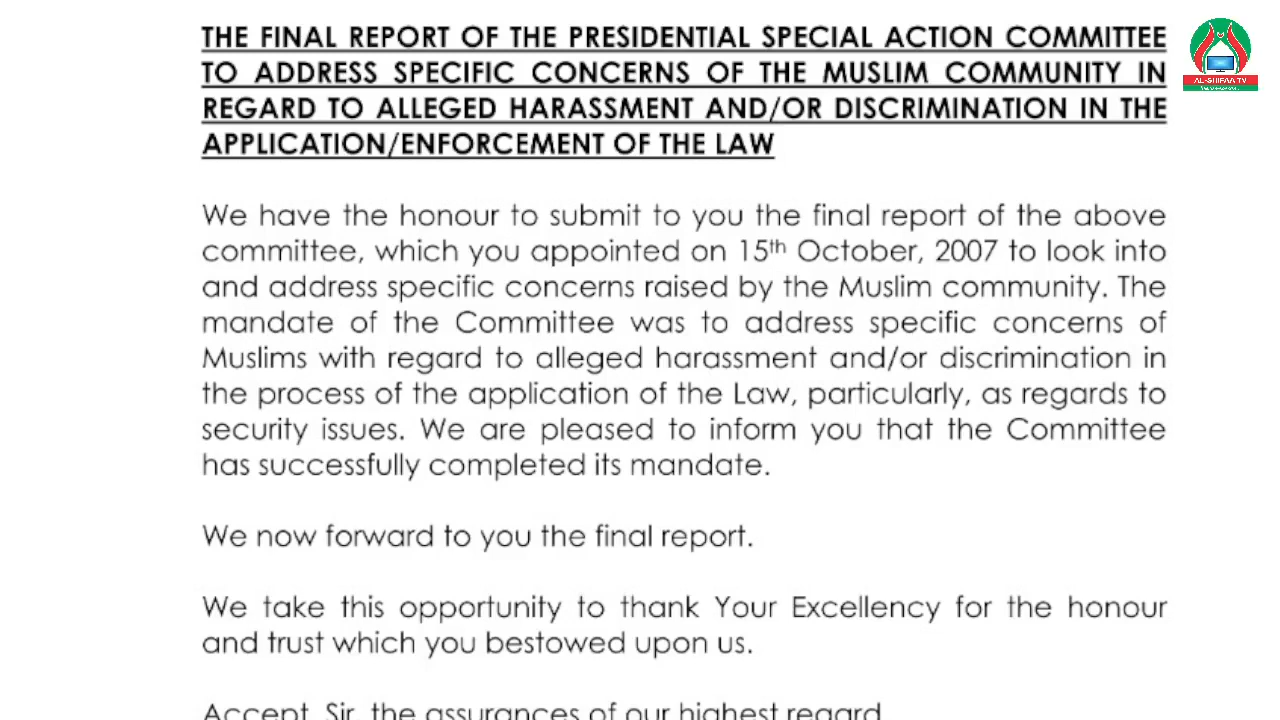 THE FINAL REPORT OF THE PRESIDENTIAL SPECIAL ACTION COMMITTEE
TO ADDRESS SPECIFIC CONCERNS OF THE MUSLIM COMMUNITY IN
REGARD TO ALLEGED HARASSMENT AND/OR DISCRIMINATION IN THE
APPLICATION/ENFORCEMENT OF THE LAW
AL-SHIFAA TV
We have the honour to submit to you the final report of the above
committee, which you appointed on 15th October, 2007 to look into
and address specific concerns raised by the Muslim community. The
mandate of the Committee was to address specific concerns of
Muslims with regard to alleged harassment and/or discrimination in
the process of the application of the Law, particularly, as regards to
security issues. We are pleased to inform you that the Committee
has successfully completed its mandate.
We now forward to you the final report.
We take this opportunity to thank Your Excellency for the honour
and trust which you bestowed upon us.
Accept, Sir, the assurances of our highest regard